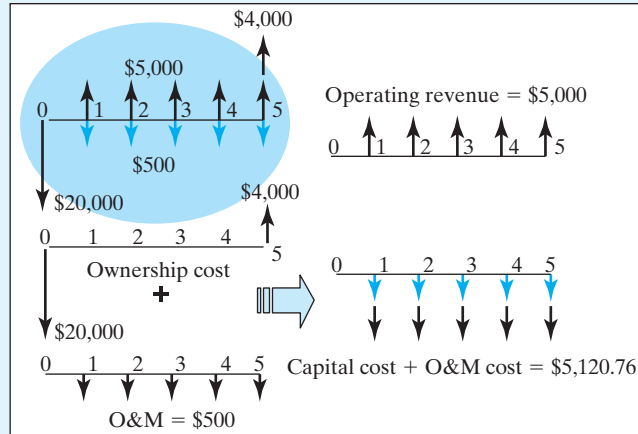 $4,000
$5,000
0 1 2 3 4 5
$500
$20,000
Operating revenue = $5,000
0 1 2 3 4 5
$4,000
0 1 2 3 4 5
Ownership cost
+
$20,000
0 1 2 3 4 5
O&M = $500
0 1 2 3 4 5
Capital cost + O&M cost = $5,120.76